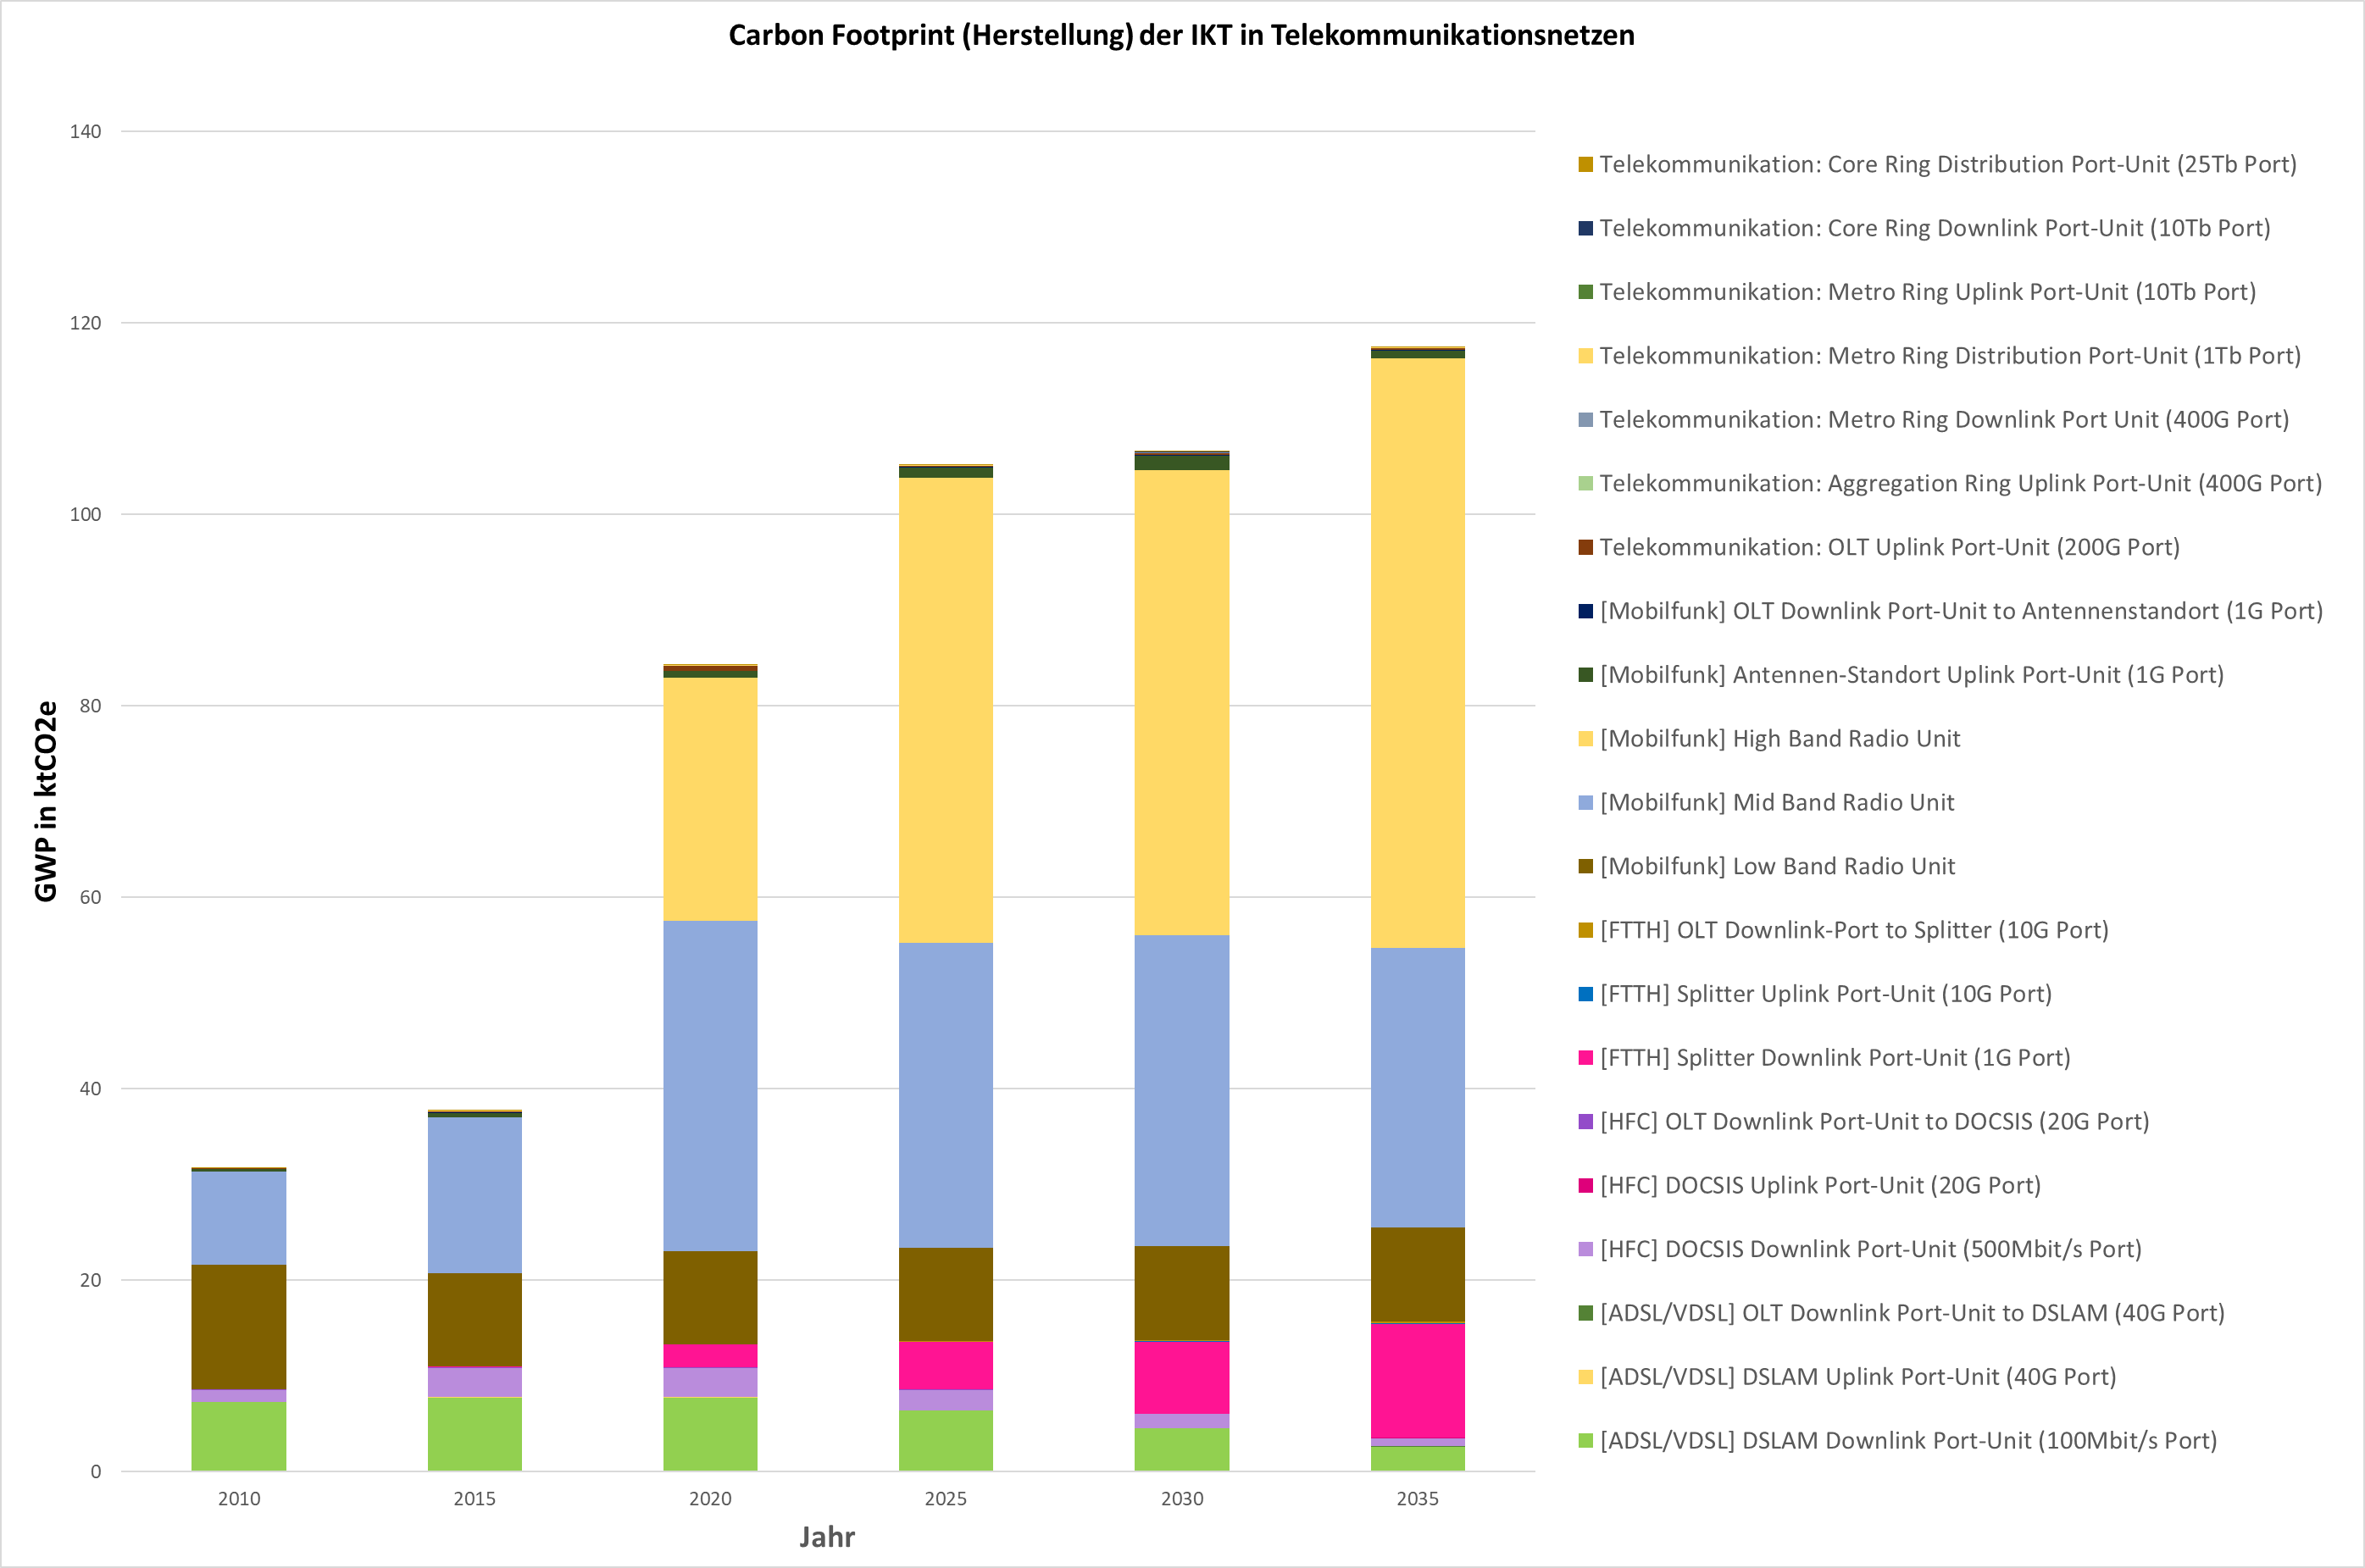 Carbon Footprint (Herstellung) der IKT in Telekommunikationsnetzen
140
120
100
80
60
40
20
0
GWP in ktCO2e
2010
2015
2020
2025
2030
2035
Jahr
Telekommunikation: Core Ring Distribution Port-Unit (25Tb Port)
Telekommunikation: Core Ring Downlink Port-Unit (10Tb Port)
Telekommunikation: Metro Ring Uplink Port-Unit (10Tb Port)
Telekommunikation: Metro Ring Distribution Port-Unit (1Tb Port)
Telekommunikation: Metro Ring Downlink Port Unit (400G Port)
Telekommunikation: Aggregation Ring Uplink Port-Unit (400G Port)
Telekommunikation: OLT Uplink Port-Unit (200G Port)
[Mobilfunk] OLT Downlink Port-Unit to Antennenstandort (1G Port)
[Mobilfunk] Antennen-Standort Uplink Port-Unit (1G Port)
[Mobilfunk] High Band Radio Unit
[Mobilfunk] Mid Band Radio Unit
[Mobilfunk] Low Band Radio Unit
[FTTH] OLT Downlink-Port to Splitter (10G Port)
[FTTH] Splitter Uplink Port-Unit (10G Port)
[FTTH] Splitter Downlink Port-Unit (1G Port)
[HFC] OLT Downlink Port-Unit to DOCSIS (20G Port)
[HFC] DOCSIS Uplink Port-Unit (20G Port)
[HFC] DOCSIS Downlink Port-Unit (500Mbit/s Port)
[ADSL/VDSL] OLT Downlink Port-Unit to DSLAM (40G Port)
[ADSL/VDSL] DSLAM Uplink Port-Unit (40G Port)
[ADSL/VDSL] DSLAM Downlink Port-Unit (100Mbit/s Port)